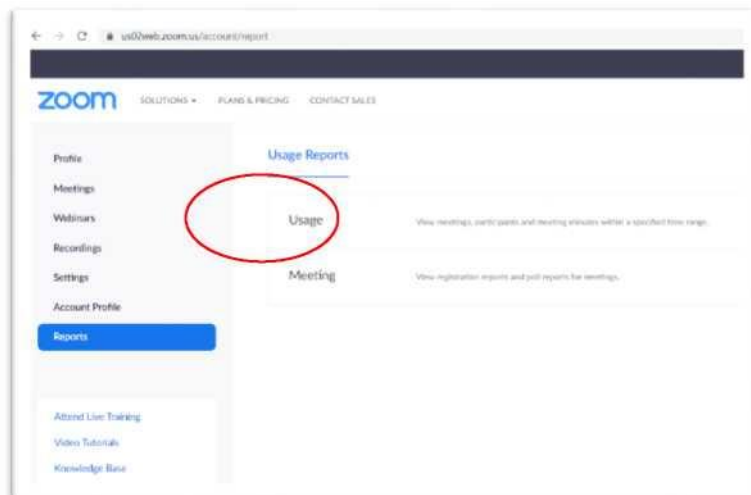 us02web.zoom.us/account/report
zoom SOLUTIONS PLANS & PRICING CONTACT SALES
Profile
Meetings
Webinars
Recordings
Settings
Account Profile
Reports
Attend Live Training
Video Tutorials
Knowledge Base
Usage Reports
Usage View meetings, participants and meeting minutes within a specified time range.
Meeting View registration reports and poll reports for meetings.